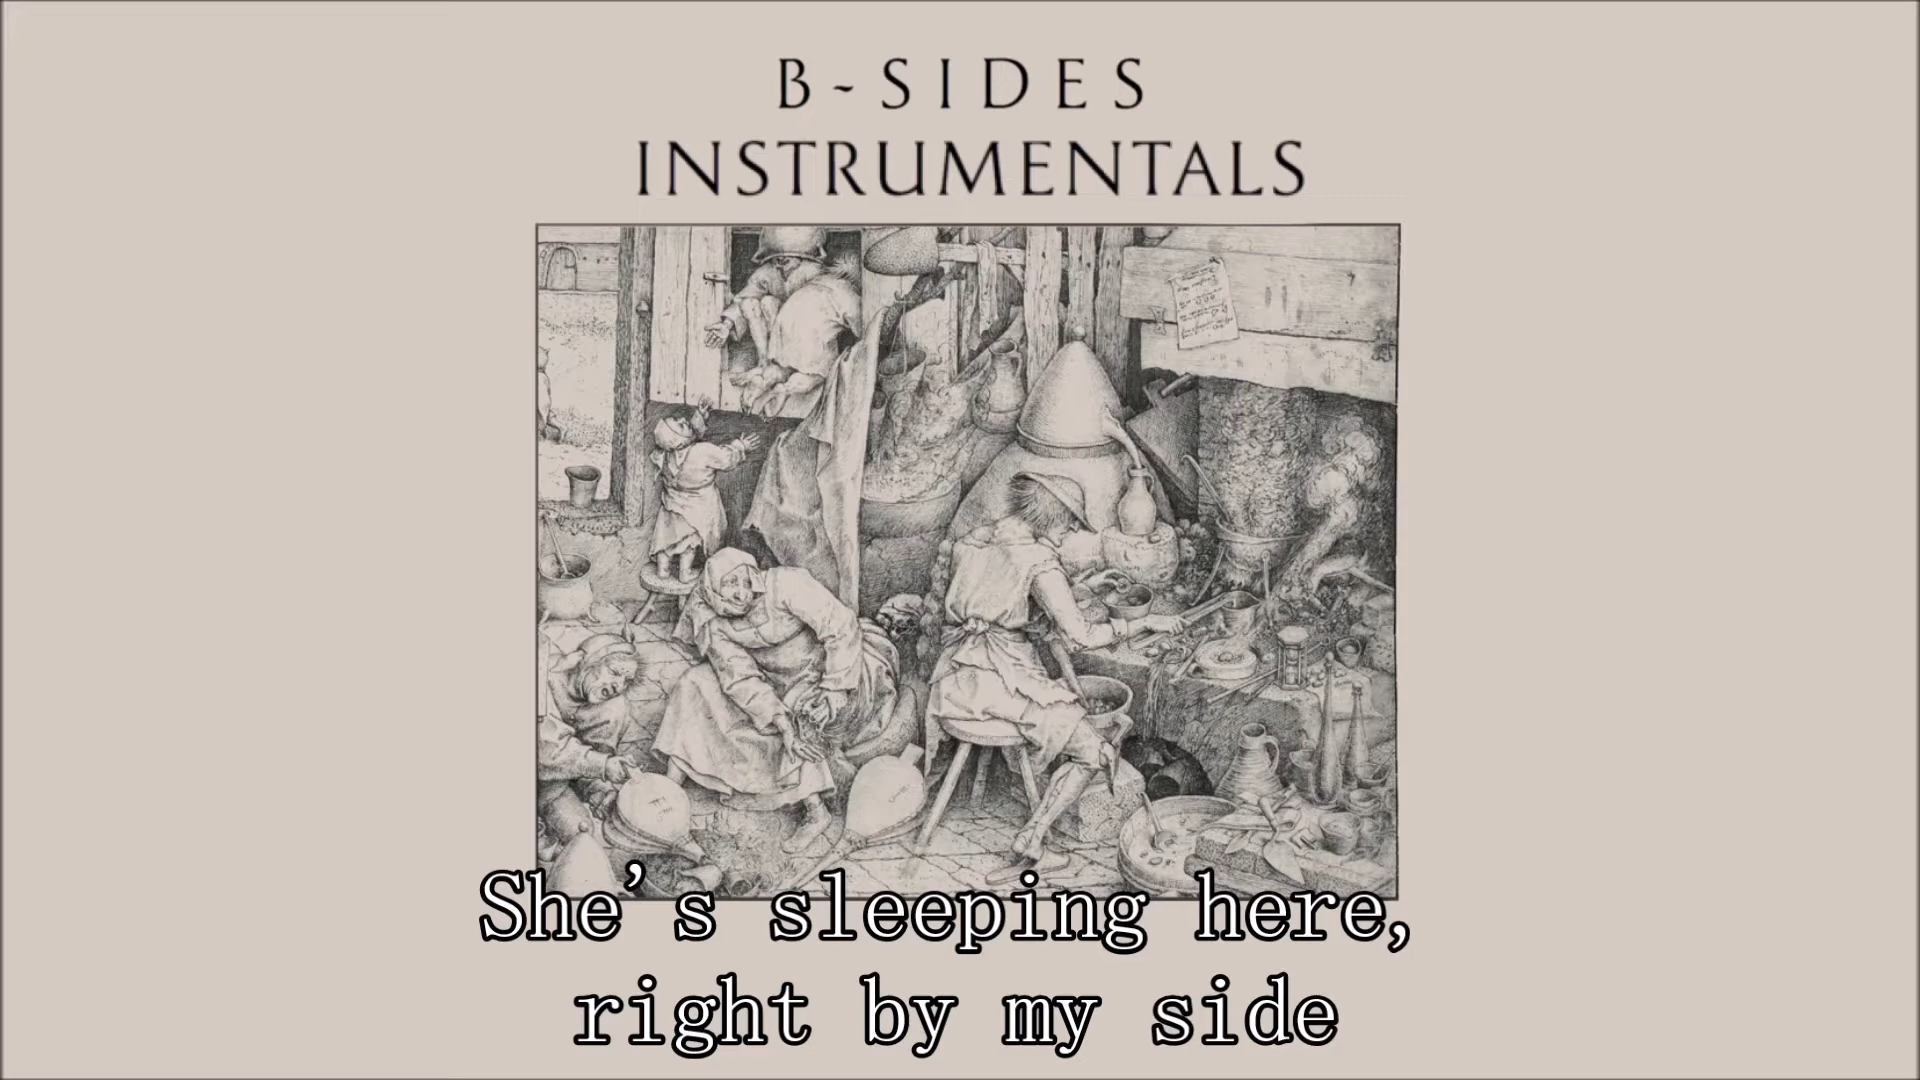 B-SIDES
INSTRUMENTALS
She's sleeping here,
right by my side